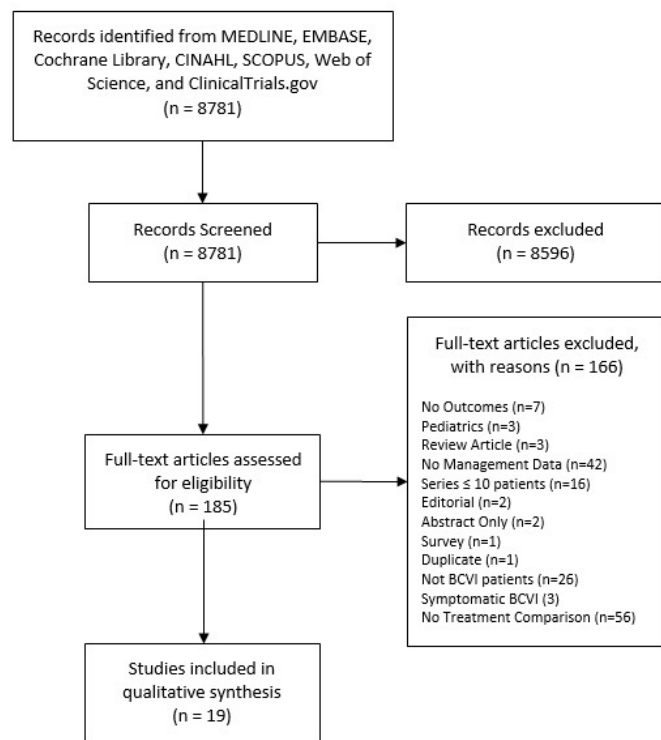 Records identified from MEDLINE, EMBASE,
Cochrane Library, CINAHL, SCOPUS, Web of
Science, and ClinicalTrials.gov
(n = 8781)
Records Screened
(n = 8781)
Records excluded
(n = 8596)
Full-text articles assessed
for eligibility
(n = 185)
Full-text articles excluded,
with reasons (n = 166)
No Outcomes (n=7)
Pediatrics (n=3)
Review Article (n=3)
No Management Data (n=42)
Series ≤ 10 patients (n=16)
Editorial (n=2)
Abstract Only (n=2)
Survey (n=1)
Duplicate (n=1)
Not BCVI patients (n=26)
Symptomatic BCVI (3)
No Treatment Comparison (n=56)
Studies included in
qualitative synthesis
(n = 19)